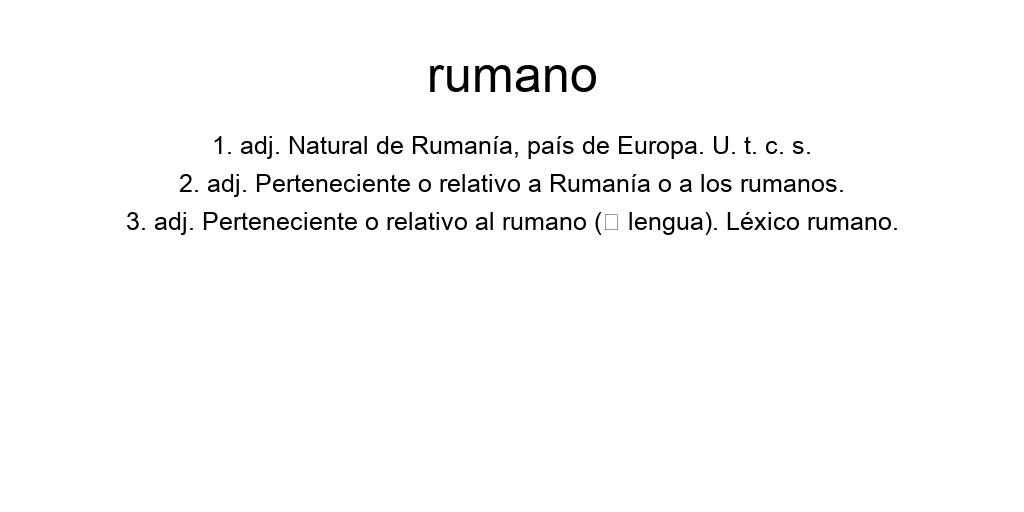 rumano
1. adj. Natural de Rumanía, país de Europa. U. t. c. s.
2. adj. Perteneciente o relativo a Rumanía o a los rumanos.
3. adj. Perteneciente o relativo al rumano (□ lengua). Léxico rumano.